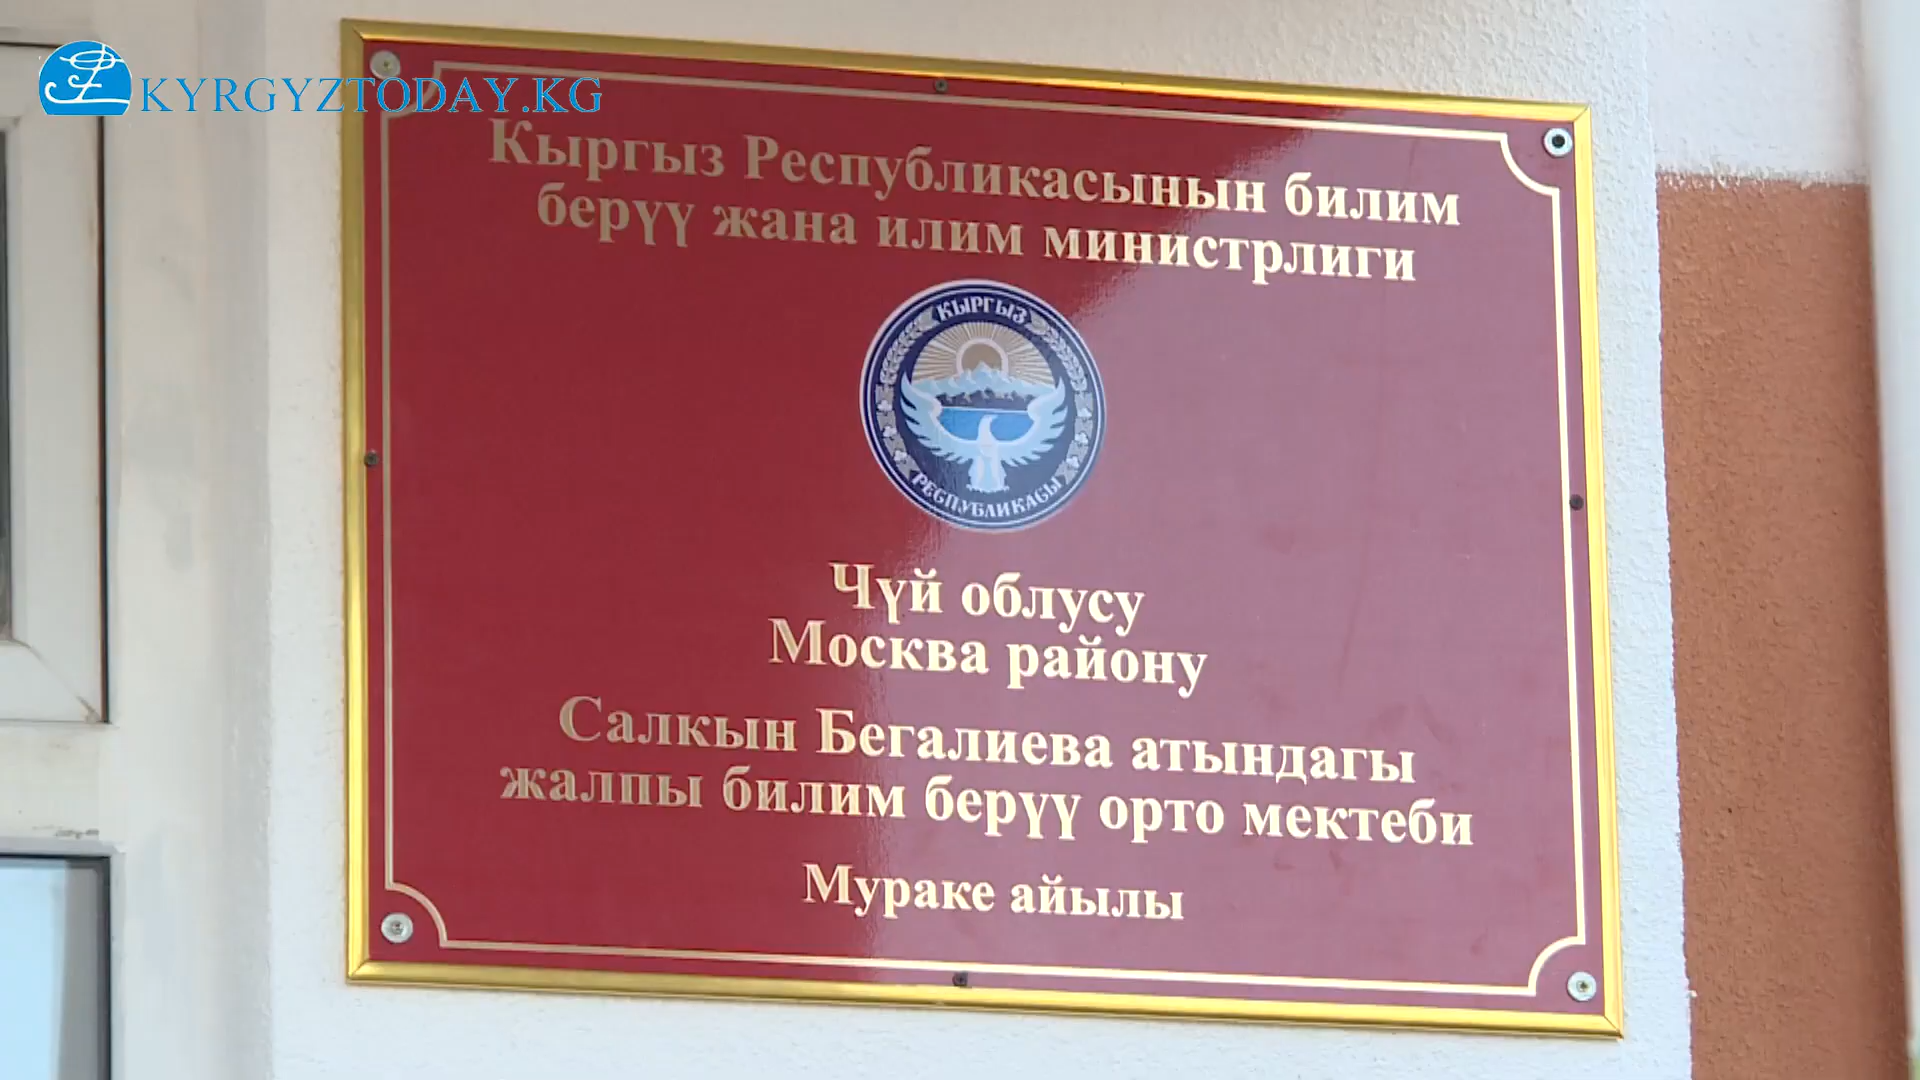 KYRGYZTODAY.KG
Кыргыз Республикасынын билим
берүү жана илим министрлиги
КЫРГЫЗ
РЕСПУБЛИКАСЫ
Чүй облусу
Москва району
Салкын Бегалиева атындагы
жалпы билим берүү орто мектеби
Мураке айылы